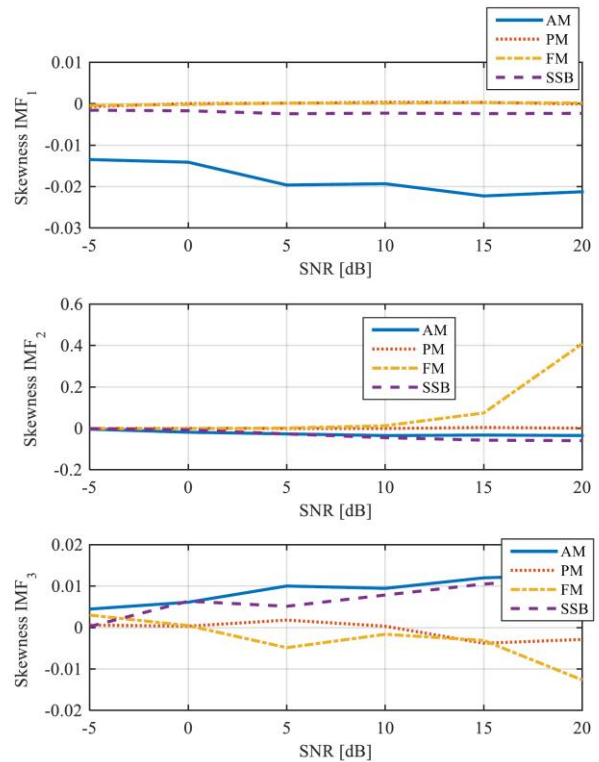 AM
PM
FM
SSB
0.01
0
-0.01
-0.02
-0.03
Skewness IMF1
-5 0 5 10 15 20
SNR [dB]
0.6
0.4
0.2
0
-0.2
Skewness IMF2
AM
PM
FM
SSB
-5 0 5 10 15 20
SNR [dB]
0.02
0.01
0
-0.01
-0.02
Skewness IMF3
AM
PM
FM
SSB
-5 0 5 10 15 20
SNR [dB]